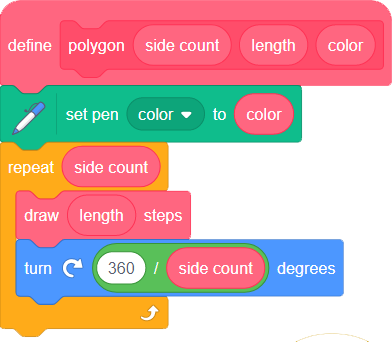 define polygon side count length color
set pen color to color
repeat side count
draw length steps
turn 360 / side count degrees